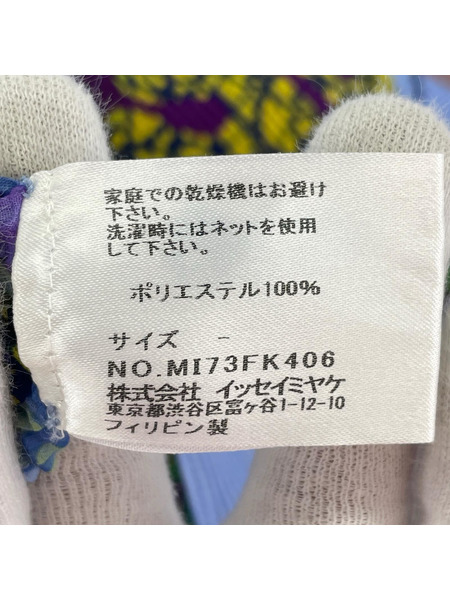 家庭での乾燥機はお避け
下さい。
洗濯時にはネットを使用
して下さい。
ポリエステル100%
サイズ -
NO.MI73FK406
株式会社 イッセイミヤケ
東京都渋谷区富ヶ谷1-12-10
フィリピン製